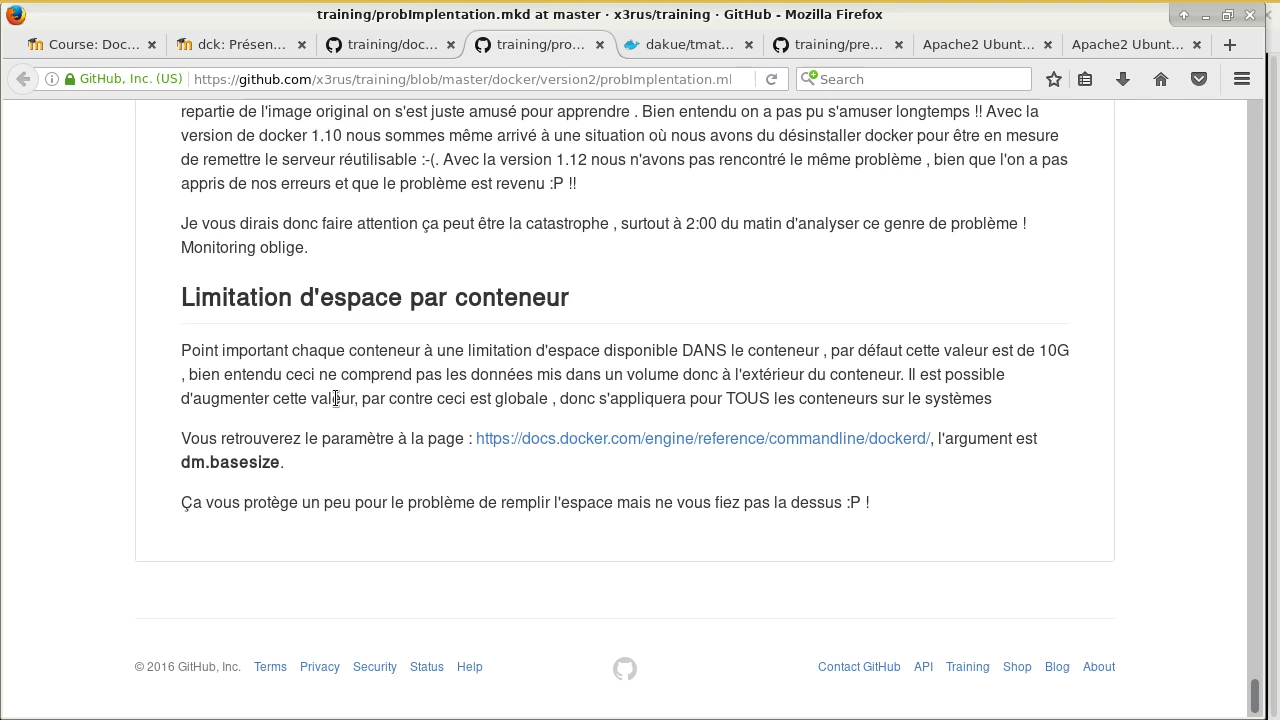 training/probImplentation.mkd at master · x3rus/training · GitHub - Mozilla Firefox
Course: Doc...
dck: Présen...
training/doc...
training/pro...
dakue/tmat...
training/pre...
Apache2 Ubunt...
Apache2 Ubunt...
GitHub, Inc. (US)
https://github.com/x3rus/training/blob/master/docker/version2/probImplentation.ml
Search
repartie de l'image original on s'est juste amusé pour apprendre . Bien entendu on a pas pu s'amuser longtemps !! Avec la
version de docker 1.10 nous sommes même arrivé à une situation où nous avons du désinstaller docker pour être en mesure
de remettre le serveur réutilisable :-(. Avec la version 1.12 nous n'avons pas rencontré le même problème , bien que l'on a pas
appris de nos erreurs et que le problème est revenu :P !!
Je vous dirais donc faire attention ça peut être la catastrophe , surtout à 2:00 du matin d'analyser ce genre de problème !
Monitoring oblige.
Limitation d'espace par conteneur
Point important chaque conteneur à une limitation d'espace disponible DANS le conteneur , par défaut cette valeur est de 10G
, bien entendu ceci ne comprend pas les données mis dans un volume donc à l'extérieur du conteneur. Il est possible
d'augmenter cette valeur, par contre ceci est globale , donc s'appliquera pour TOUS les conteneurs sur le systèmes
Vous retrouverez le paramètre à la page : https://docs.docker.com/engine/reference/commandline/dockerd/, l'argument est
dm.basesize.
Ça vous protège un peu pour le problème de remplir l'espace mais ne vous fiez pas la dessus :P !
© 2016 GitHub, Inc. Terms Privacy Security Status Help
Contact GitHub API Training Shop Blog About